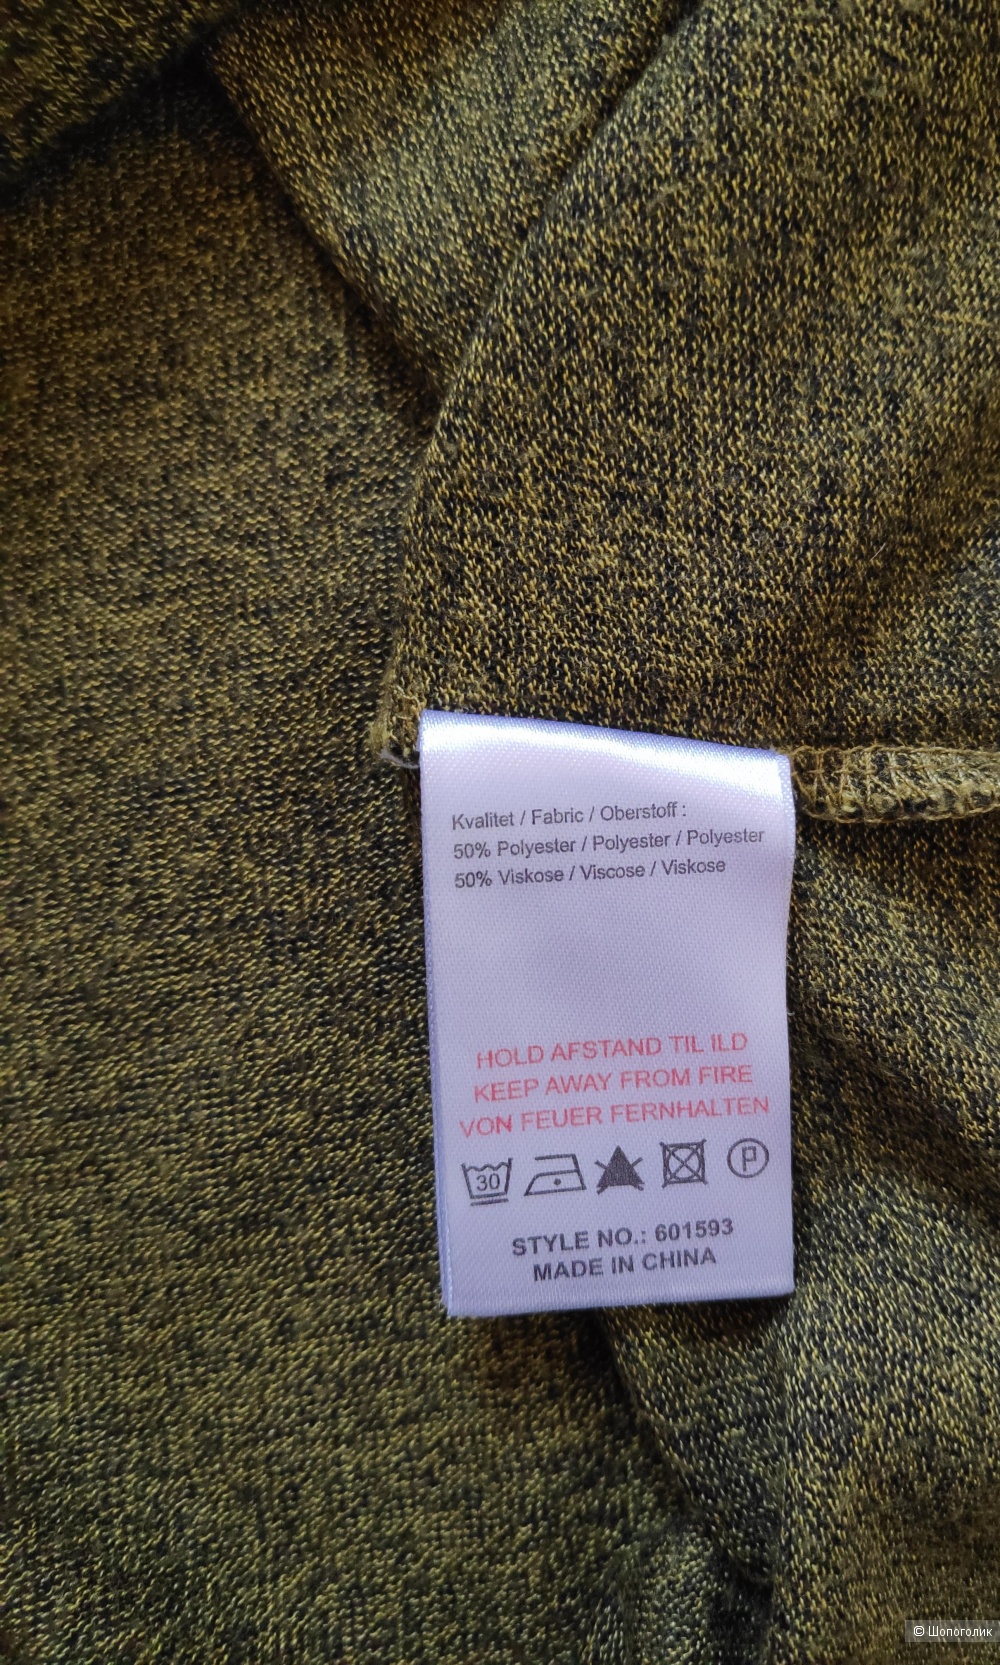 Kvalitet / Fabric / Oberstoff :
50% Polyester / Polyester / Polyester
50% Viskose / Viscose / Viskose
HOLD AFSTAND TIL ILD
KEEP AWAY FROM FIRE
VON FEUER FERNHALTEN
30 P
STYLE NO.: 601593
MADE IN CHINA
© Шопоголик